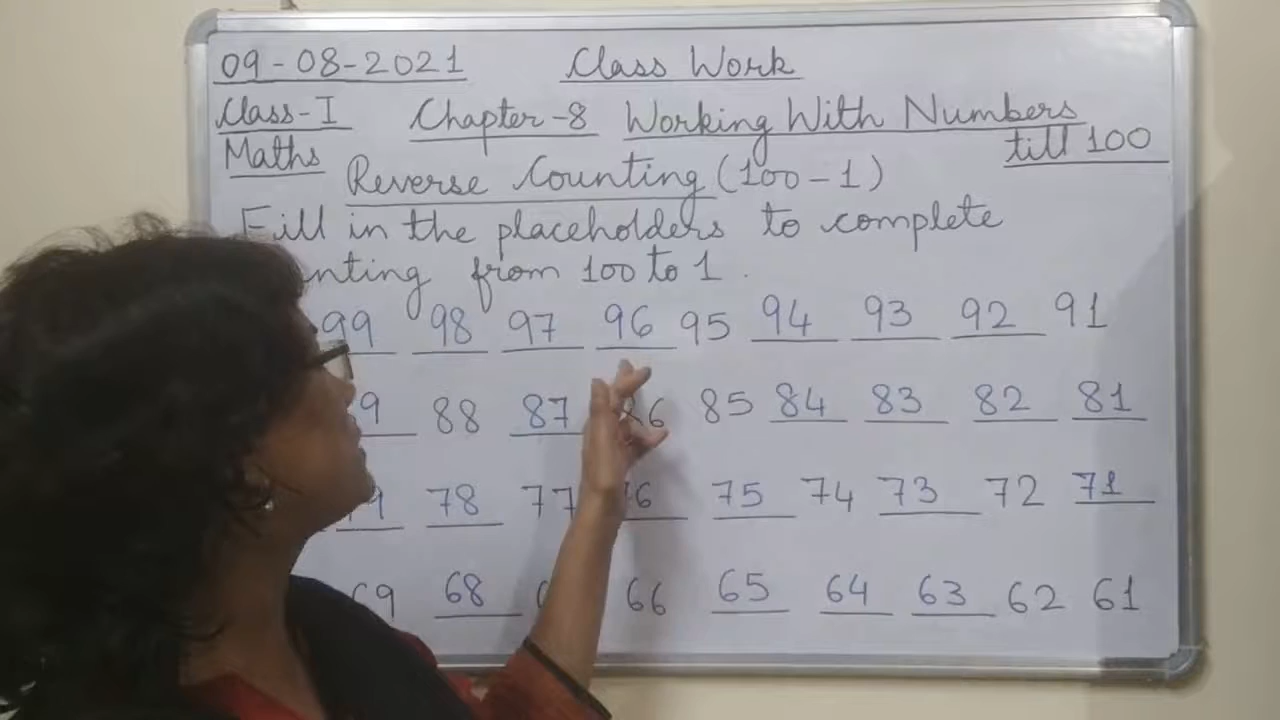 09-08-2021 Class Work
Class-I Chapter-8 Working With Numbers
Maths till 100
Reverse Counting (100-1)
Fill in the placeholders to complete
from 100 to 1.
99 98 97 96 95 94 93 92 91
88 87 85 84 83 82 81
78 77 75 74 73 72 71
69 68 66 65 64 63 62 61